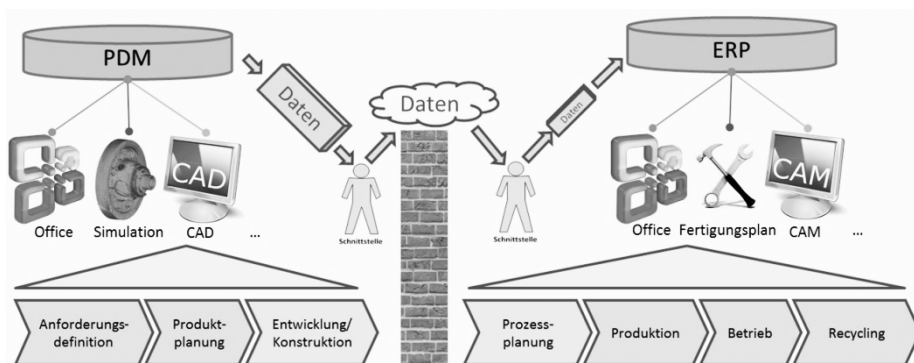 PDM
ERP
Daten
Daten
Daten
CAD
CAM
Office
Simulation
CAD
...
Schnittstelle
Schnittstelle
Office
Fertigungsplan
CAM
...
Anforderungs-
definition
Produkt-
planung
Entwicklung/
Konstruktion
Prozess-
planung
Produktion
Betrieb
Recycling